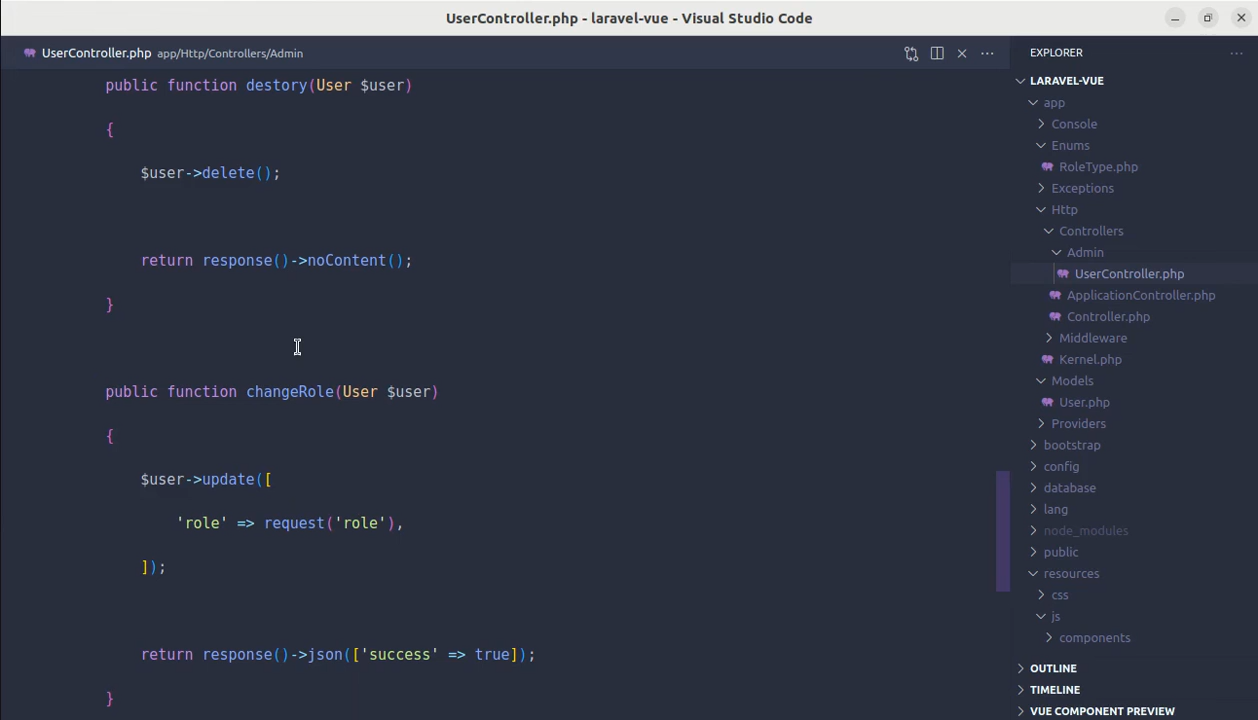 UserController.php - laravel-vue - Visual Studio Code
UserController.php app/Http/Controllers/Admin
public function destory(User $user)
{
$user->delete();
return response()->noContent();
}
public function changeRole(User $user)
{
$user->update([
'role' => request('role'),
]);
return response()->json(['success' => true]);
}
EXPLORER
LARAVEL-VUE
app
Console
Enums
RoleType.php
Exceptions
Http
Controllers
Admin
UserController.php
ApplicationController.php
Controller.php
Middleware
Kernel.php
Models
User.php
Providers
bootstrap
config
database
lang
node_modules
public
resources
css
js
components
OUTLINE
TIMELINE
VUE COMPONENT PREVIEW